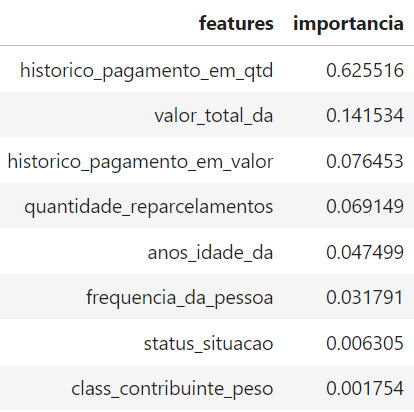 features importancia
historico_pagamento_em_qtd 0.625516
valor_total_da 0.141534
historico_pagamento_em_valor 0.076453
quantidade_reparcelamentos 0.069149
anos_idade_da 0.047499
frequencia_da_pessoa 0.031791
status_situacao 0.006305
class_contribuinte_peso 0.001754